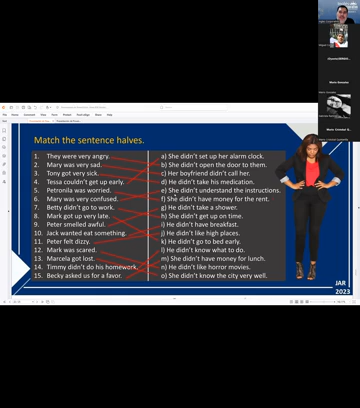 Match the sentence halves.
1. They were very angry.
2. Mary was very sad.
3. Tony got very sick.
4. Tessa couldn't get up early.
5. Petronila was worried.
6. Mary was very confused.
7. Betty didn't go to work.
8. Mark got up very late.
9. Peter smelled awful.
10. Jack wanted eat something.
11. Peter felt dizzy.
12. Mark was scared.
13. Marcela got lost.
14. Timmy didn't do his homework.
15. Becky asked us for a favor.
a) She didn't set up her alarm clock.
b) She didn't open the door to them.
c) Her boyfriend didn't call her.
d) He didn't take his medication.
e) She didn't understand the instructions.
f) She didn't have money for the rent.
g) He didn't take a shower.
h) She didn't get up on time.
i) He didn't have breakfast.
j) He didn't like high places.
k) He didn't go to bed early.
l) He didn't know what to do.
m) She didn't have money for lunch.
n) He didn't like horror movies.
o) She didn't know the city very well.
JAR
2023